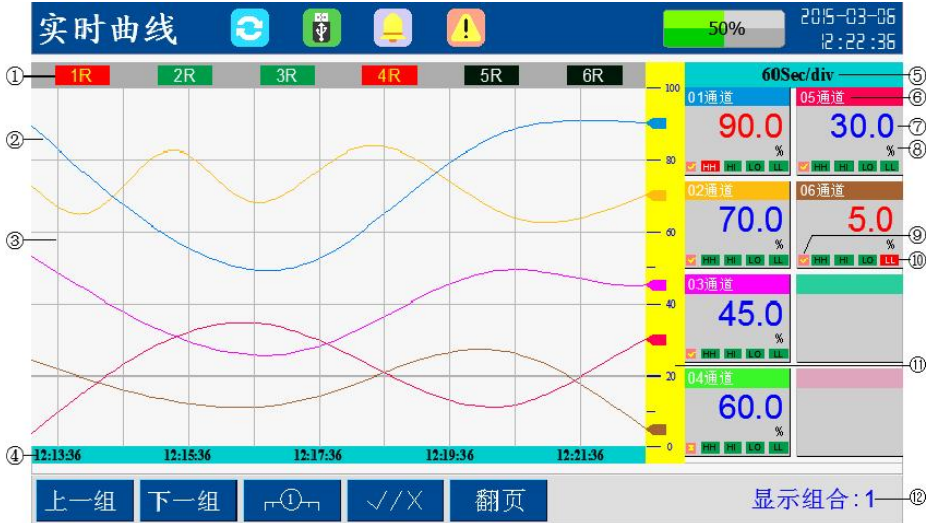 实时曲线 50% 2015-03-06
12:22:36
① 1R 2R 3R 4R 5R 6R 60Sec/div ⑤
100 01通道 05通道 ⑥
② 90.0 30.0 ⑦
% % ⑧
80 HH HI LO LL HH HI LO LL
02通道 06通道
70.0 5.0
③ 60 % % ⑨
HH HI LO LL HH HI LO LL ⑩
03通道
40 45.0
%
HH HI LO LL ⑪
20 04通道
60.0
%
④ 12:13:36 12:15:36 12:17:36 12:19:36 12:21:36 0 HH HI LO LL
上一组 下一组 ① √//X 翻页 显示组合:1 ⑫